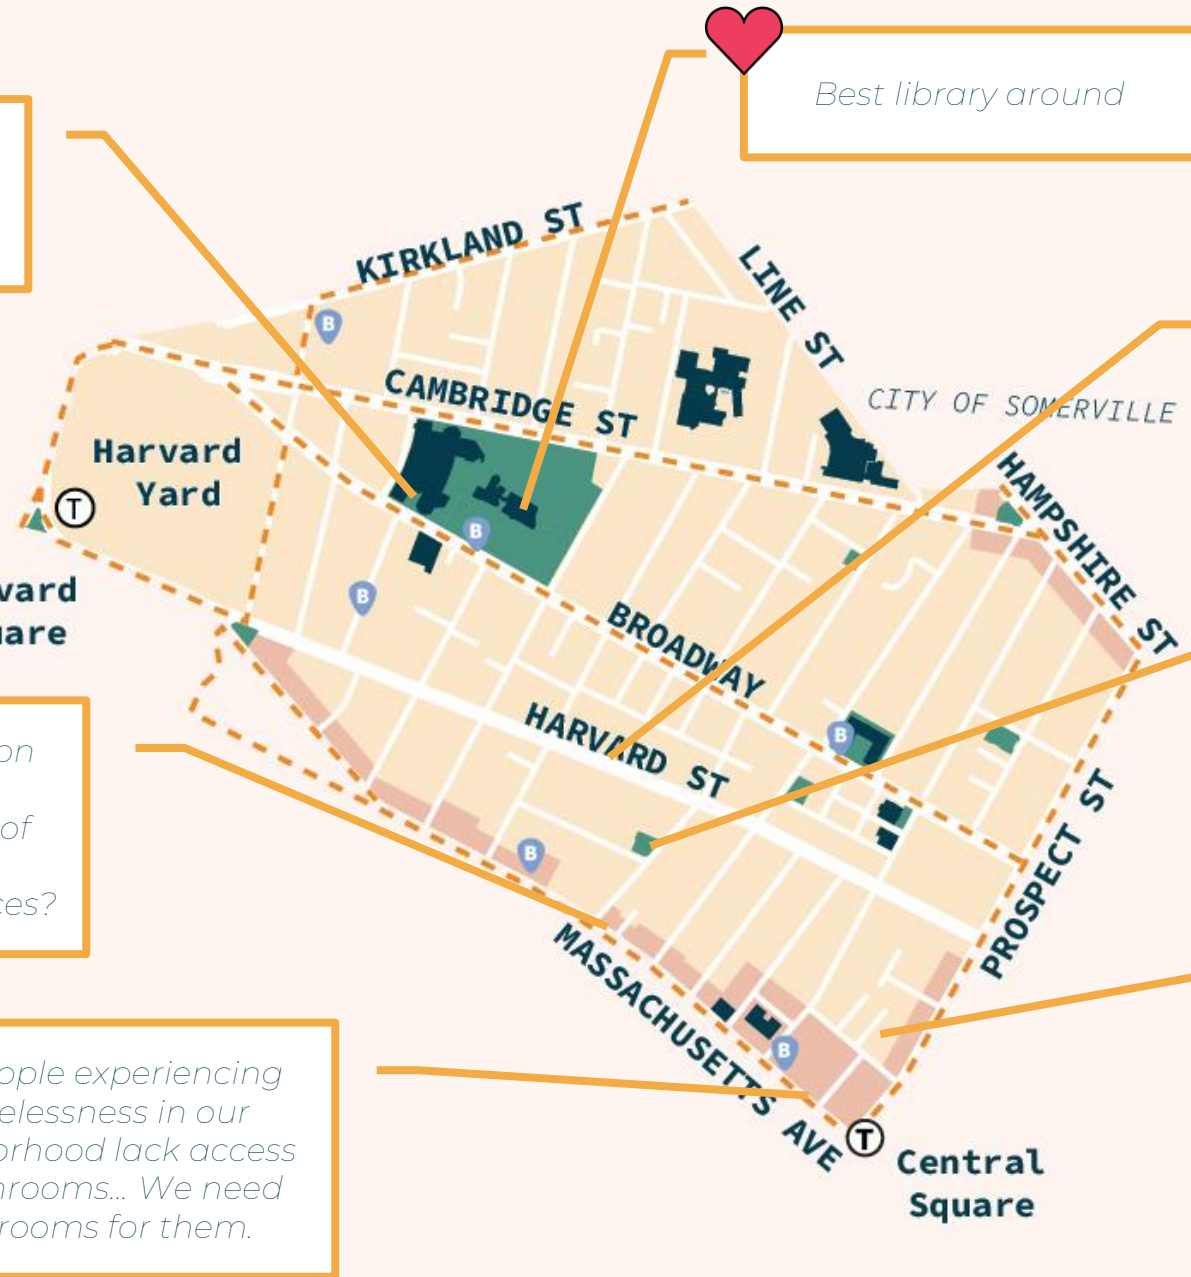 Best library around
KIRKLAND ST
LINE ST
B
CAMBRIDGE ST
CITY OF SOMERVILLE
Harvard
Yard
T
HAMPSHIRE ST
B
vard
B
BROADWAY
on
HARVARD ST
B
of
PROSPECT ST
B
ces?
MASSACHUSETTS AVE
B
T
Central
Square
ople experiencing
elessness in our
orhood lack access
nrooms... We need
rooms for them.